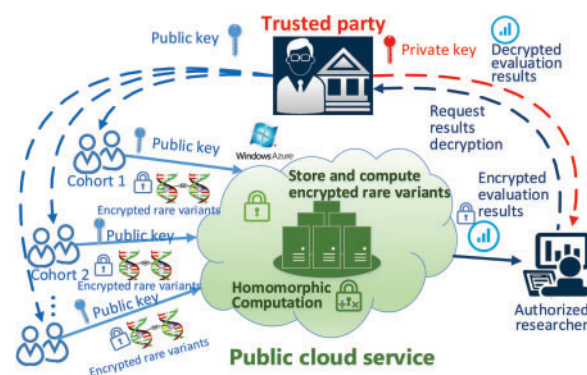 Trusted party
Public key
Private key
Decrypted
evaluation
results
Request
results
decryption
Public key
Windows Azure
Cohort 1
Encrypted rare variants
Store and compute
encrypted rare variants
Encrypted
evaluation
results
Public key
Cohort 2
Encrypted rare variants
Public key
Homomorphic
Computation
+1×
Encrypted rare variants
Authorized
researcher
Public cloud service